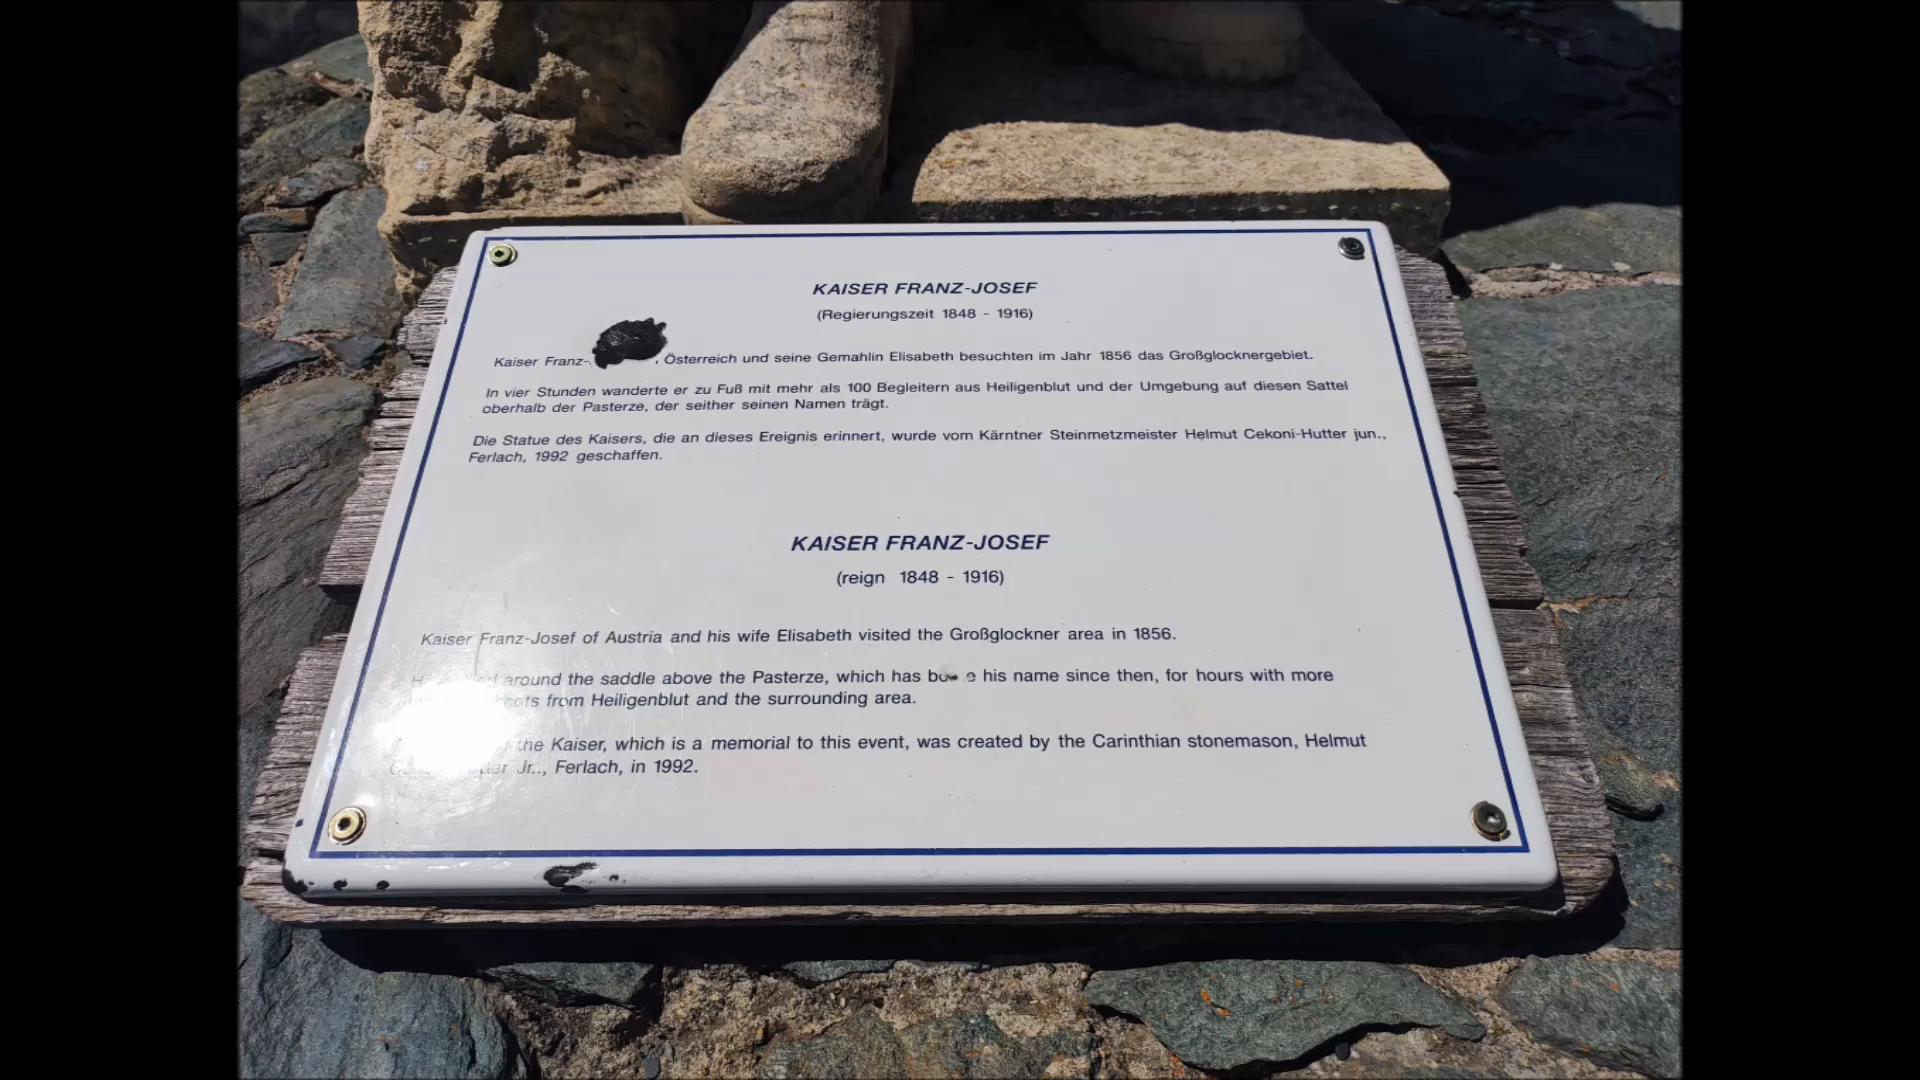 KAISER FRANZ-JOSEF
(Regierungszeit 1848 - 1916)
Kaiser Franz- Österreich und seine Gemahlin Elisabeth besuchten im Jahr 1856 das Großglocknergebiet.
In vier Stunden wanderte er zu Fuß mit mehr als 100 Begleitern aus Heiligenblut und der Umgebung auf diesen Sattel
oberhalb der Pasterze, der seither seinen Namen trägt.
Die Statue des Kaisers, die an dieses Ereignis erinnert, wurde vom Kärntner Steinmetzmeister Helmut Cekoni-Hutter jun.,
Ferlach, 1992 geschaffen.
KAISER FRANZ-JOSEF
(reign 1848 - 1916)
Kaiser Franz-Josef of Austria and his wife Elisabeth visited the Großglockner area in 1856.
around the saddle above the Pasterze, which has his name since then, for hours with more
from Heiligenblut and the surrounding area.
the Kaiser, which is a memorial to this event, was created by the Carinthian stonemason, Helmut
Jr.., Ferlach, in 1992.